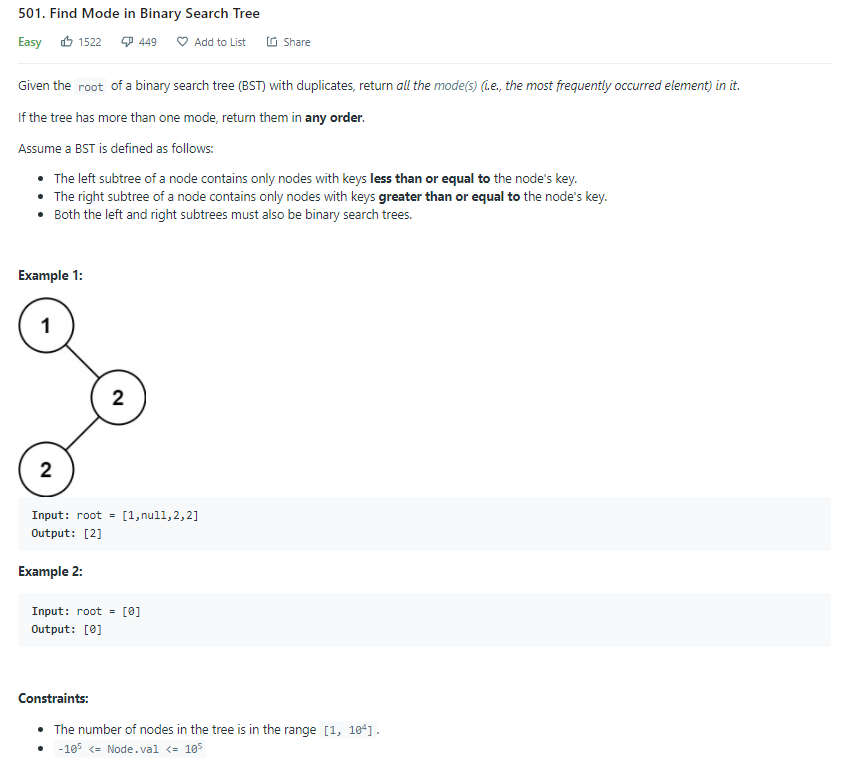 501. Find Mode in Binary Search Tree
Easy 1522 449 Add to List Share
Given the root of a binary search tree (BST) with duplicates, return all the mode(s) (i.e., the most frequently occurred element) in it.
If the tree has more than one mode, return them in any order.
Assume a BST is defined as follows:
• The left subtree of a node contains only nodes with keys less than or equal to the node's key.
• The right subtree of a node contains only nodes with keys greater than or equal to the node's key.
• Both the left and right subtrees must also be binary search trees.
Example 1:
1
2
2
Input: root = [1,null,2,2]
Output: [2]
Example 2:
Input: root = [0]
Output: [0]
Constraints:
• The number of nodes in the tree is in the range [1, 10⁴].
• -10⁵ <= Node.val <= 10⁵